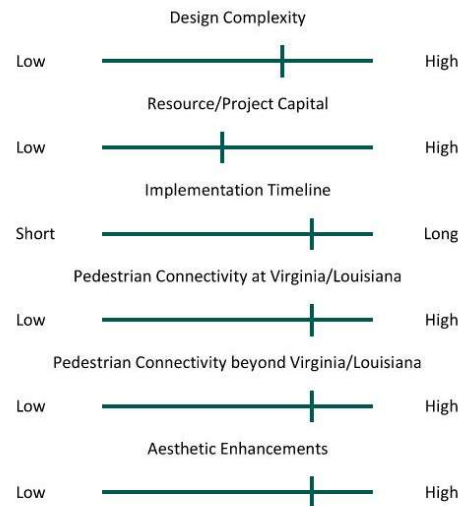 Design Complexity
Low High
Resource/Project Capital
Low High
Implementation Timeline
Short Long
Pedestrian Connectivity at Virginia/Louisiana
Low High
Pedestrian Connectivity beyond Virginia/Louisiana
Low High
Aesthetic Enhancements
Low High